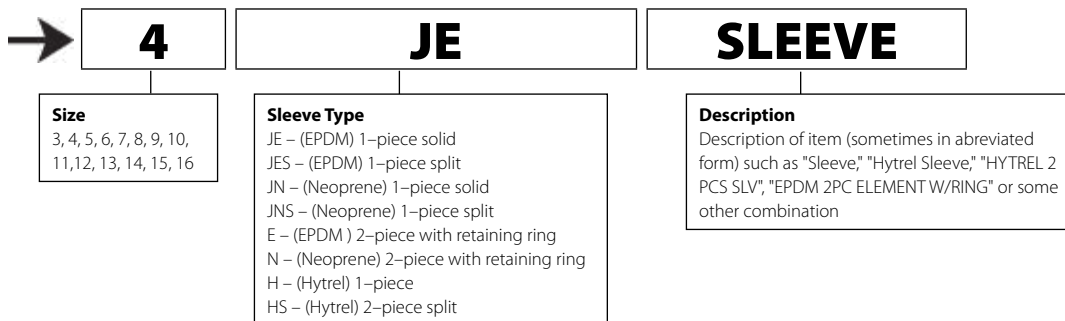 4 JE SLEEVE
Size
3, 4, 5, 6, 7, 8, 9, 10,
11,12, 13, 14, 15, 16
Sleeve Type
JE – (EPDM) 1–piece solid
JES – (EPDM) 1–piece split
JN – (Neoprene) 1–piece solid
JNS – (Neoprene) 1–piece split
E – (EPDM ) 2–piece with retaining ring
N – (Neoprene) 2–piece with retaining ring
H – (Hytrel) 1–piece
HS – (Hytrel) 2–piece split
Description
Description of item (sometimes in abreviated
form) such as "Sleeve," "Hytrel Sleeve," "HYTREL 2
PCS SLV", "EPDM 2PC ELEMENT W/RING" or some
other combination